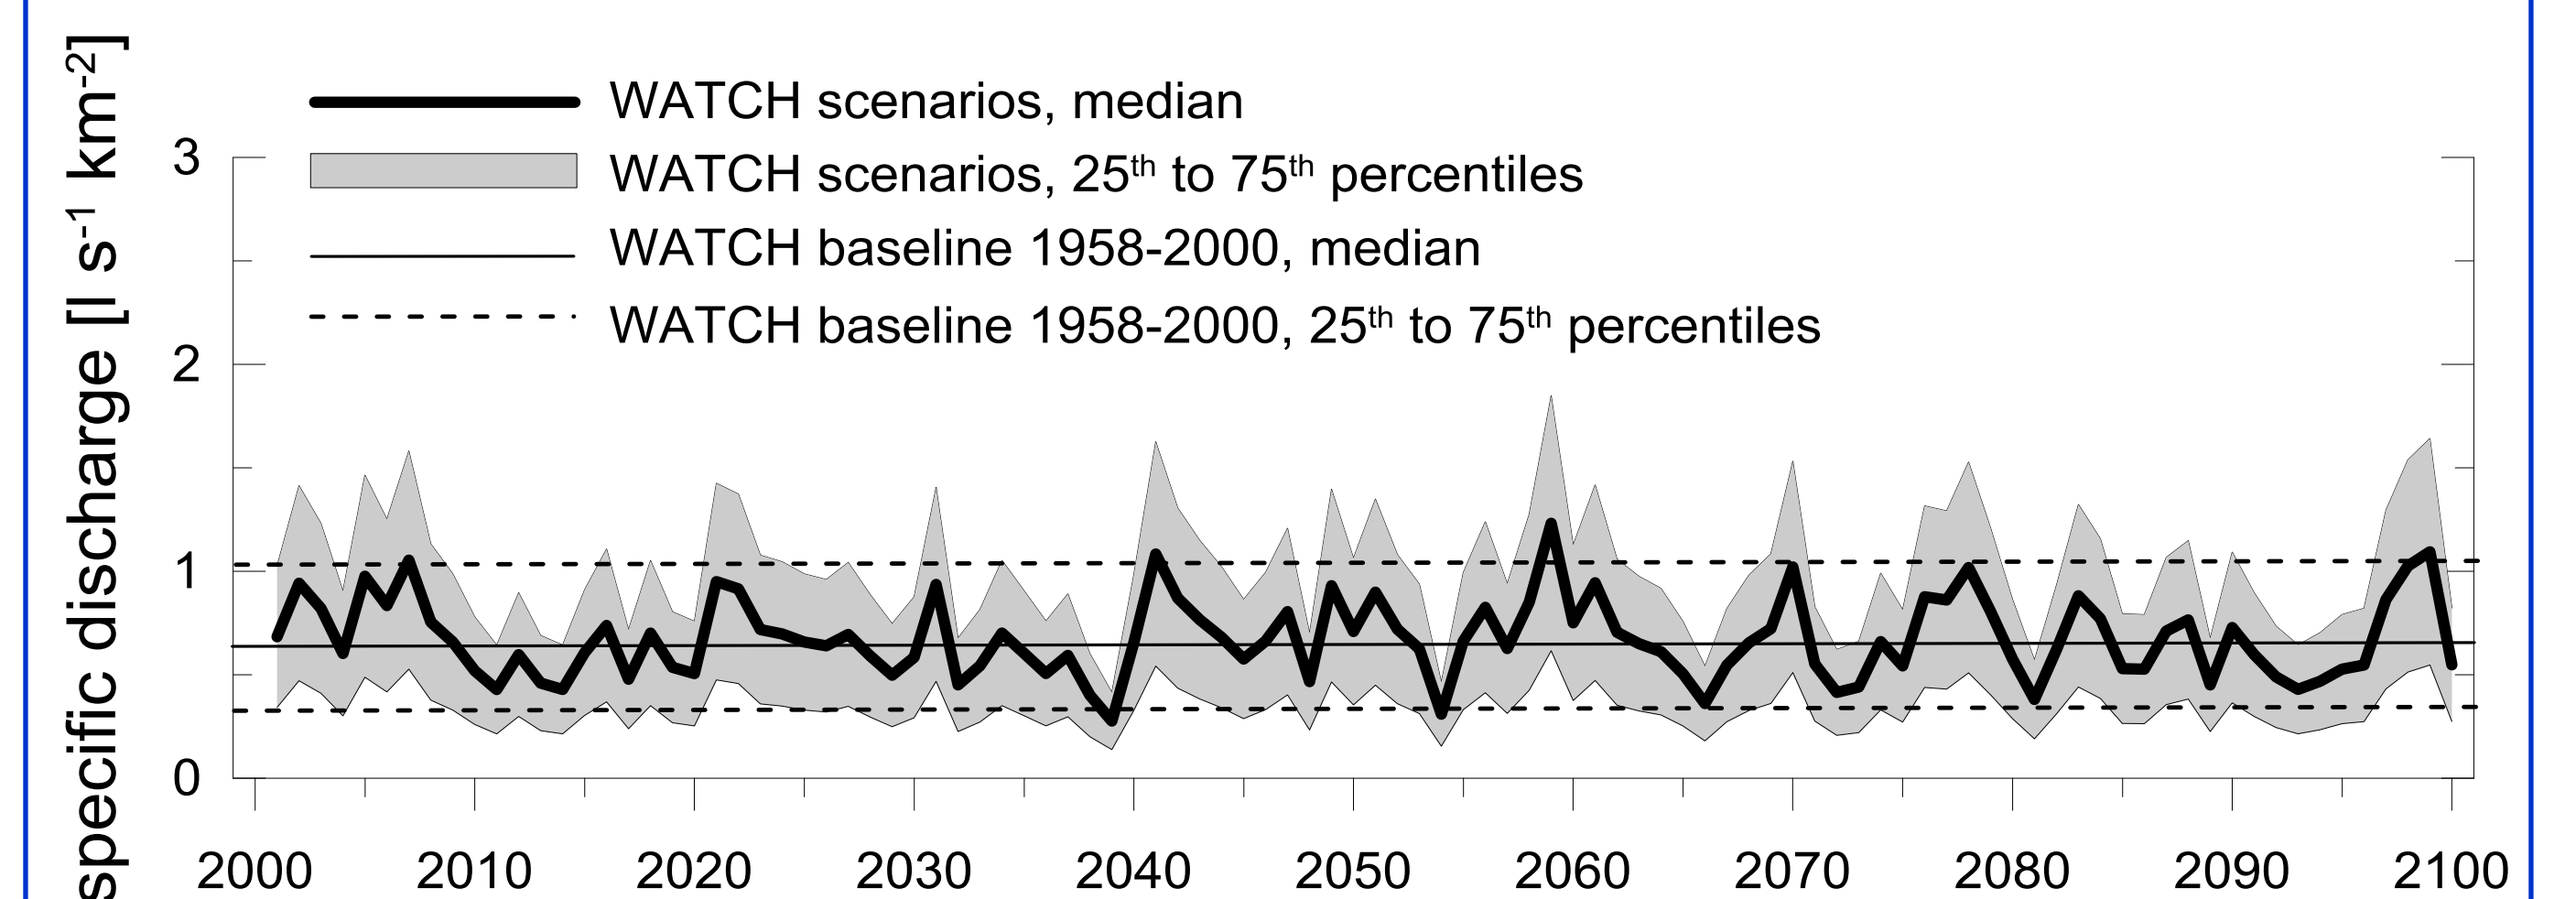 specific discharge [l s⁻¹ km⁻²]
WATCH scenarios, median
WATCH scenarios, 25th to 75th percentiles
WATCH baseline 1958-2000, median
WATCH baseline 1958-2000, 25th to 75th percentiles
3
2
1
0
2000 2010 2020 2030 2040 2050 2060 2070 2080 2090 2100